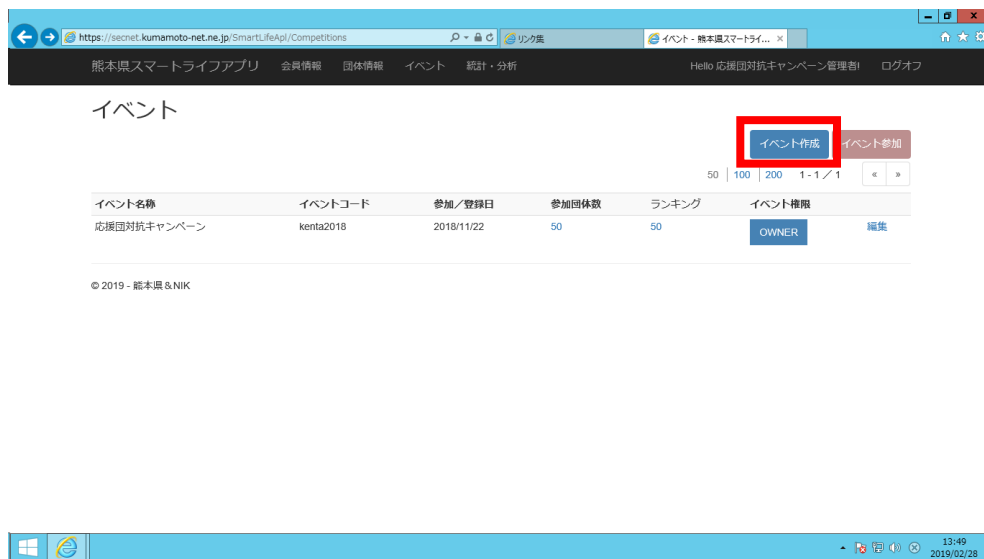 https://secnet.kumamoto-net.ne.jp/SmartLifeApl/Competitions
リンク集
イベント - 熊本県スマートライ... ×
熊本県スマートライフアプリ 会員情報 団体情報 イベント 統計・分析 Hello 応援団対抗キャンペーン管理者! ログオフ
イベント
イベント作成 イベント参加
50 | 100 | 200 1 - 1 / 1 « »
イベント名称 イベントコード 参加/登録日 参加団体数 ランキング イベント権限
応援団対抗キャンペーン kenta2018 2018/11/22 50 50 OWNER 編集
© 2019 - 熊本県&NIK
13:49
2019/02/28